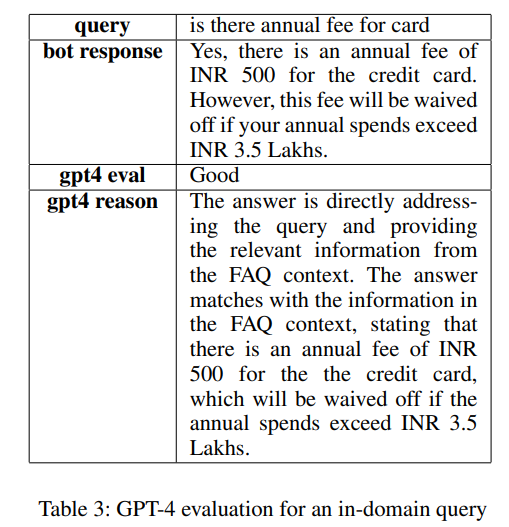 query is there annual fee for card
bot response Yes, there is an annual fee of
INR 500 for the credit card.
However, this fee will be waived
off if your annual spends exceed
INR 3.5 Lakhs.
gpt4 eval Good
gpt4 reason The answer is directly address-
ing the query and providing
the relevant information from
the FAQ context. The answer
matches with the information in
the FAQ context, stating that
there is an annual fee of INR
500 for the the credit card,
which will be waived off if the
annual spends exceed INR 3.5
Lakhs.
Table 3: GPT-4 evaluation for an in-domain query